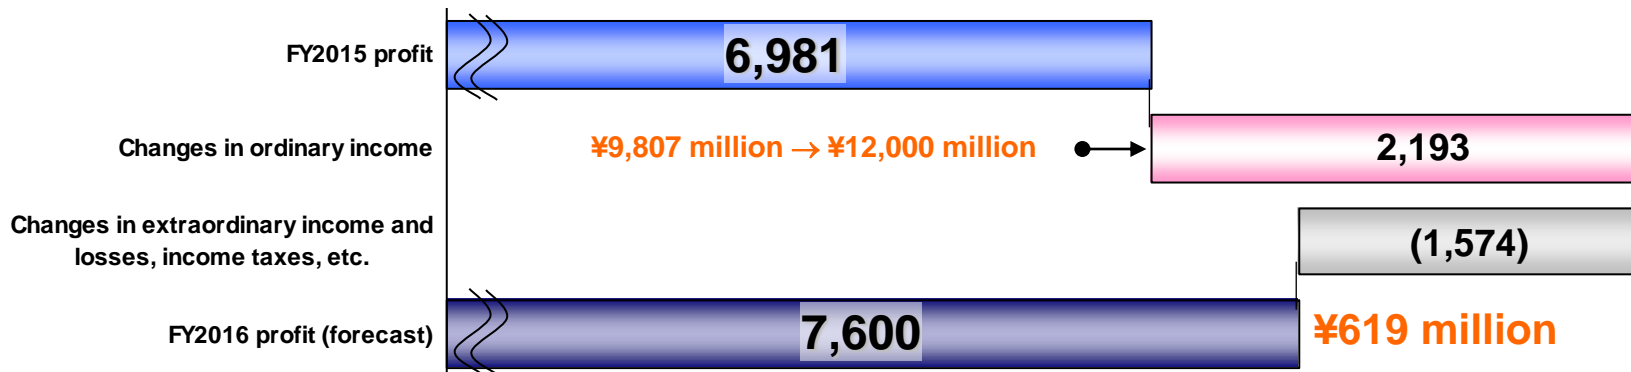 FY2015 profit
6,981
Changes in ordinary income
¥9,807 million → ¥12,000 million
2,193
Changes in extraordinary income and
losses, income taxes, etc.
(1,574)
FY2016 profit (forecast)
7,600
¥619 million